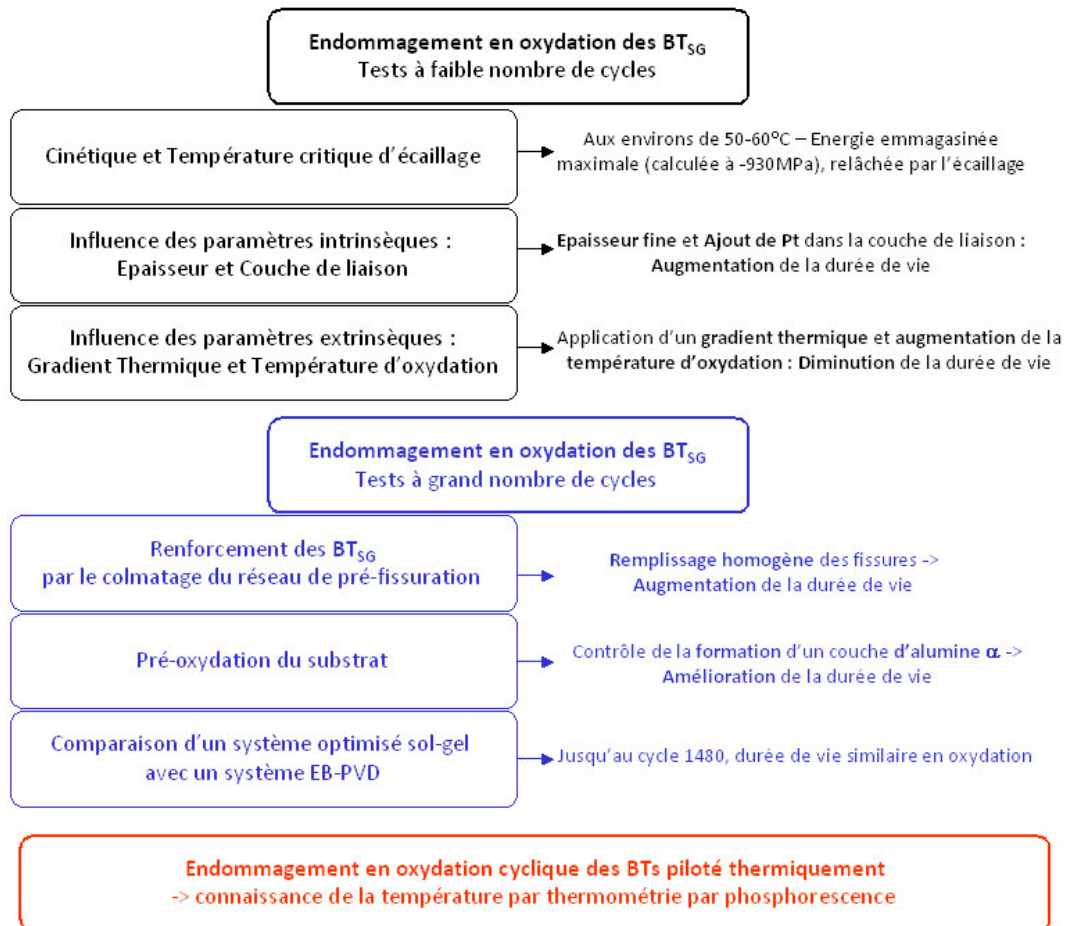 Endommagement en oxydation des BTSG
Tests à faible nombre de cycles
Cinétique et Température critique d'écaillage
Aux environs de 50-60°C – Energie emmagasinée
maximale (calculée à -930MPa), relâchée par l'écaillage
Influence des paramètres intrinsèques :
Epaisseur et Couche de liaison
Epaisseur fine et Ajout de Pt dans la couche de liaison :
Augmentation de la durée de vie
Influence des paramètres extrinsèques :
Gradient Thermique et Température d'oxydation
Application d'un gradient thermique et augmentation de la
température d'oxydation : Diminution de la durée de vie
Endommagement en oxydation des BTSG
Tests à grand nombre de cycles
Renforcement des BTSG
par le colmatage du réseau de pré-fissuration
Remplissage homogène des fissures ->
Augmentation de la durée de vie
Pré-oxydation du substrat
Contrôle de la formation d'un couche d'alumine α ->
Amélioration de la durée de vie
Comparaison d'un système optimisé sol-gel
avec un système EB-PVD
Jusqu'au cycle 1480, durée de vie similaire en oxydation
Endommagement en oxydation cyclique des BTs piloté thermiquement
-> connaissance de la température par thermométrie par phosphorescence